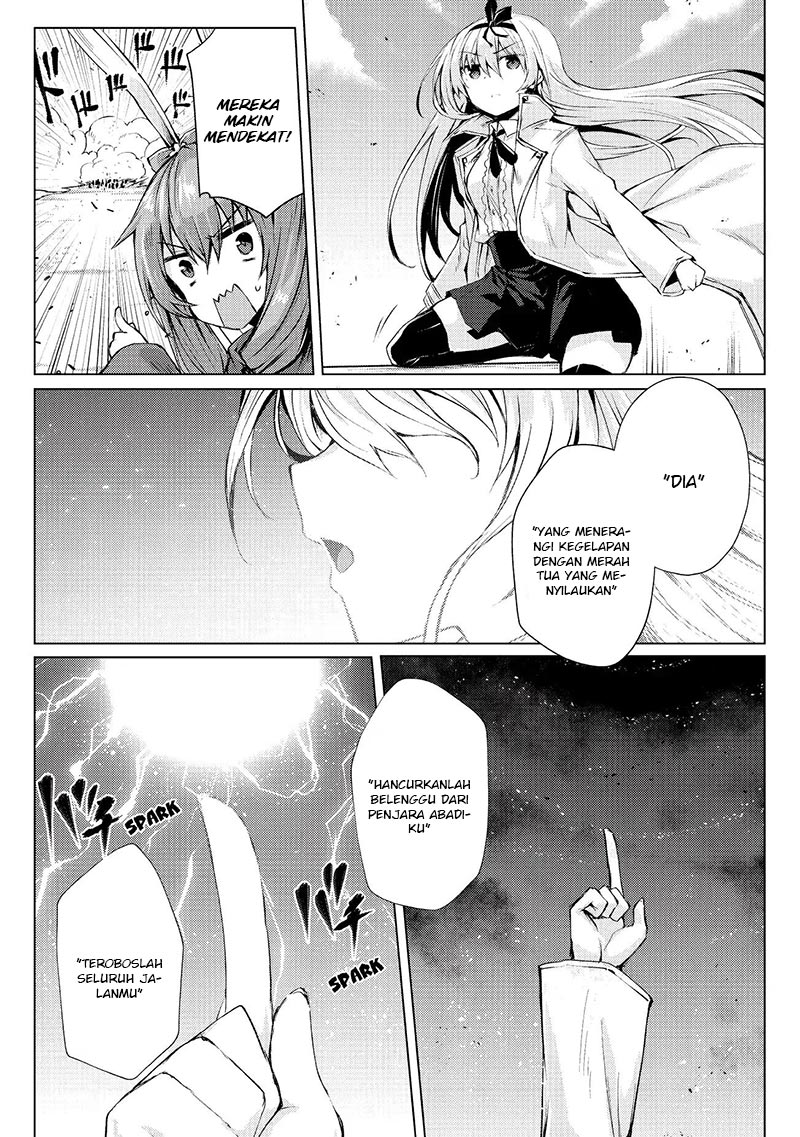 MEREKA
MAKIN
MENDEKAT!
ドドドド
"DIA"
"YANG MENERA-
NGI KEGELAPAN
DENGAN MERAH
TUA YANG ME-
NYILAUKAN"
"HANCURKANLAH
BELENGGU DARI
PENJARA ABADI-
KU"
バチ
SPARK
バチ
SPARK
"TEROBOSLAH
SELURUH JA-
LANMU"